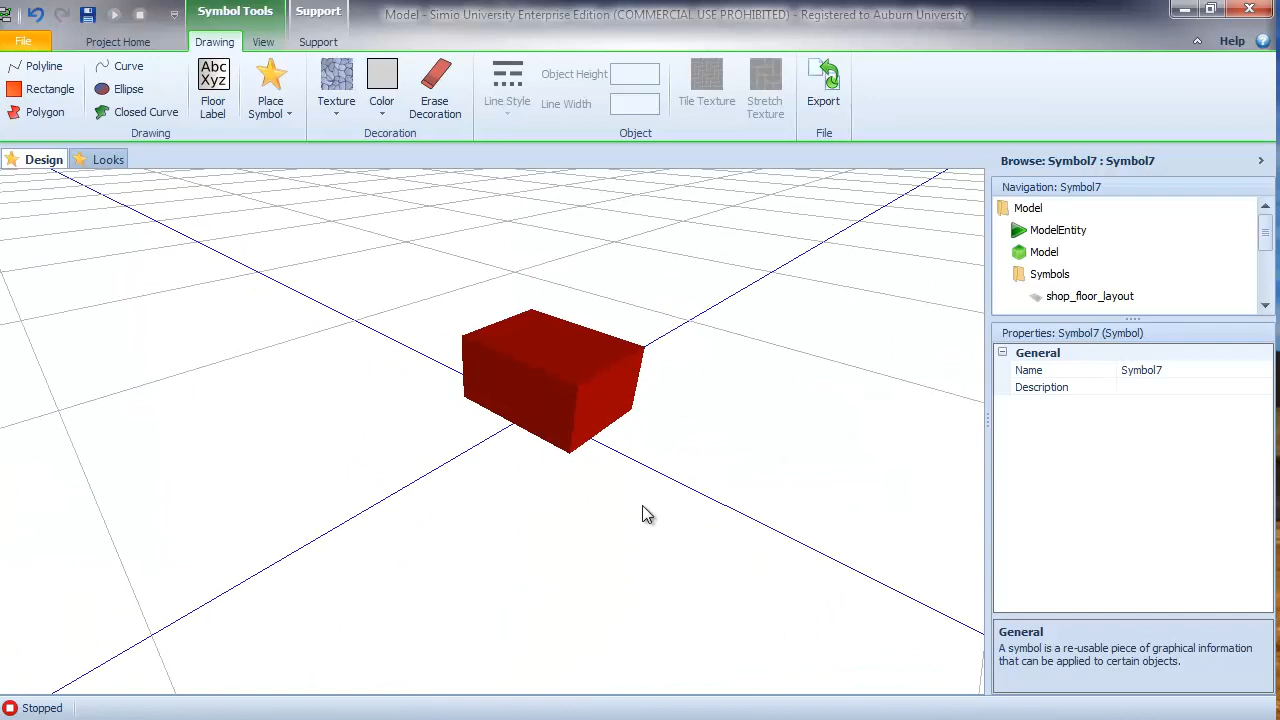 Symbol Tools
Support
Model - Simio University Enterprise Edition (COMMERCIAL USE PROHIBITED) - Registered to Auburn University
File
Project Home
Drawing
View
Support
Help
Polyline
Curve
Rectangle
Ellipse
Polygon
Closed Curve
Abc
Xyz
Floor
Label
Place
Symbol
Texture
Color
Erase
Decoration
Line Style
Object Height
Line Width
Tile Texture
Stretch
Texture
Export
Drawing
Decoration
Object
File
Design
Looks
Browse: Symbol7 : Symbol7
Navigation: Symbol7
Model
ModelEntity
Model
Symbols
shop_floor_layout
Properties: Symbol7 (Symbol)
General
Name Symbol7
Description
General
A symbol is a re-usable piece of graphical information
that can be applied to certain objects.
Stopped